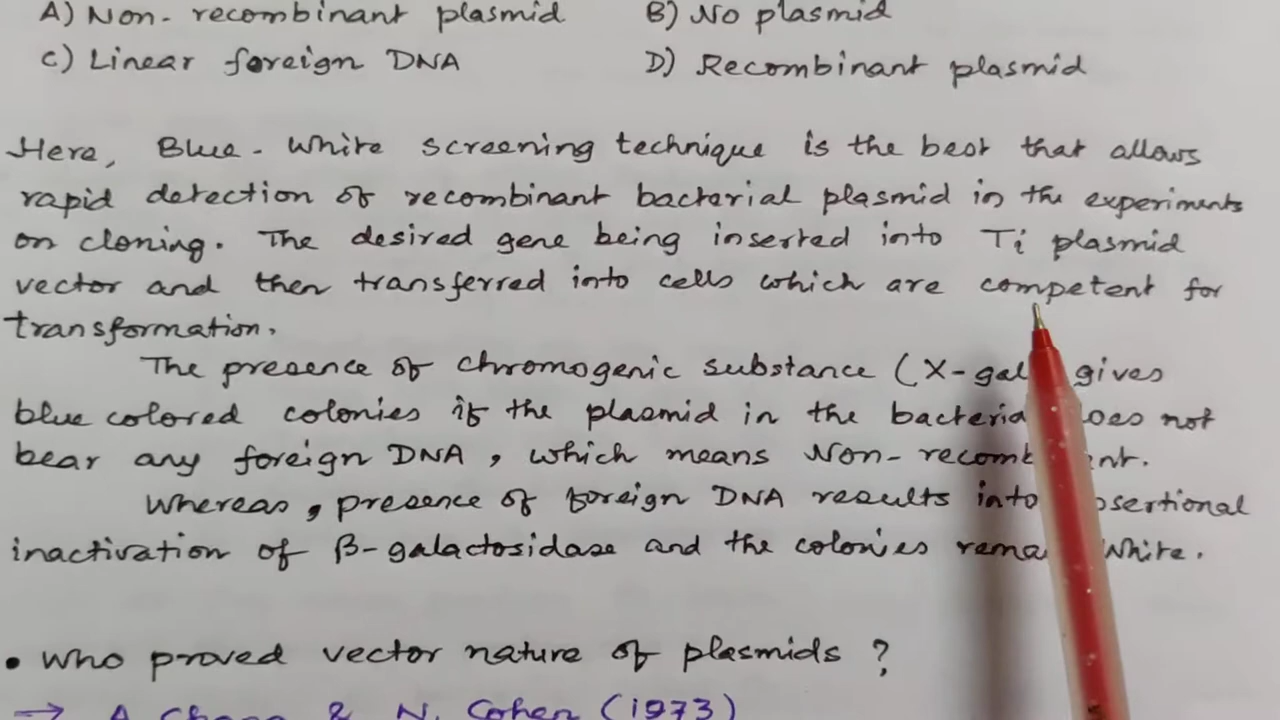 A) Non-recombinant plasmid B) No plasmid
C) Linear foreign DNA D) Recombinant plasmid
Here, Blue-White screening technique is the best that allows
rapid detection of recombinant bacterial plasmid in the experiments
on cloning. The desired gene being inserted into Ti plasmid
vector and then transferred into cells which are competent for
transformation.
The presence of chromogenic substance (X-gal gives
blue colored colonies if the plasmid in the bacteria does not
bear any foreign DNA, which means Non-recombinant.
Whereas, presence of foreign DNA results into insertional
inactivation of β-galactosidase and the colonies remain White.
• Who proved vector nature of plasmids ?
→ A. Chang & N. Cohen (1973)